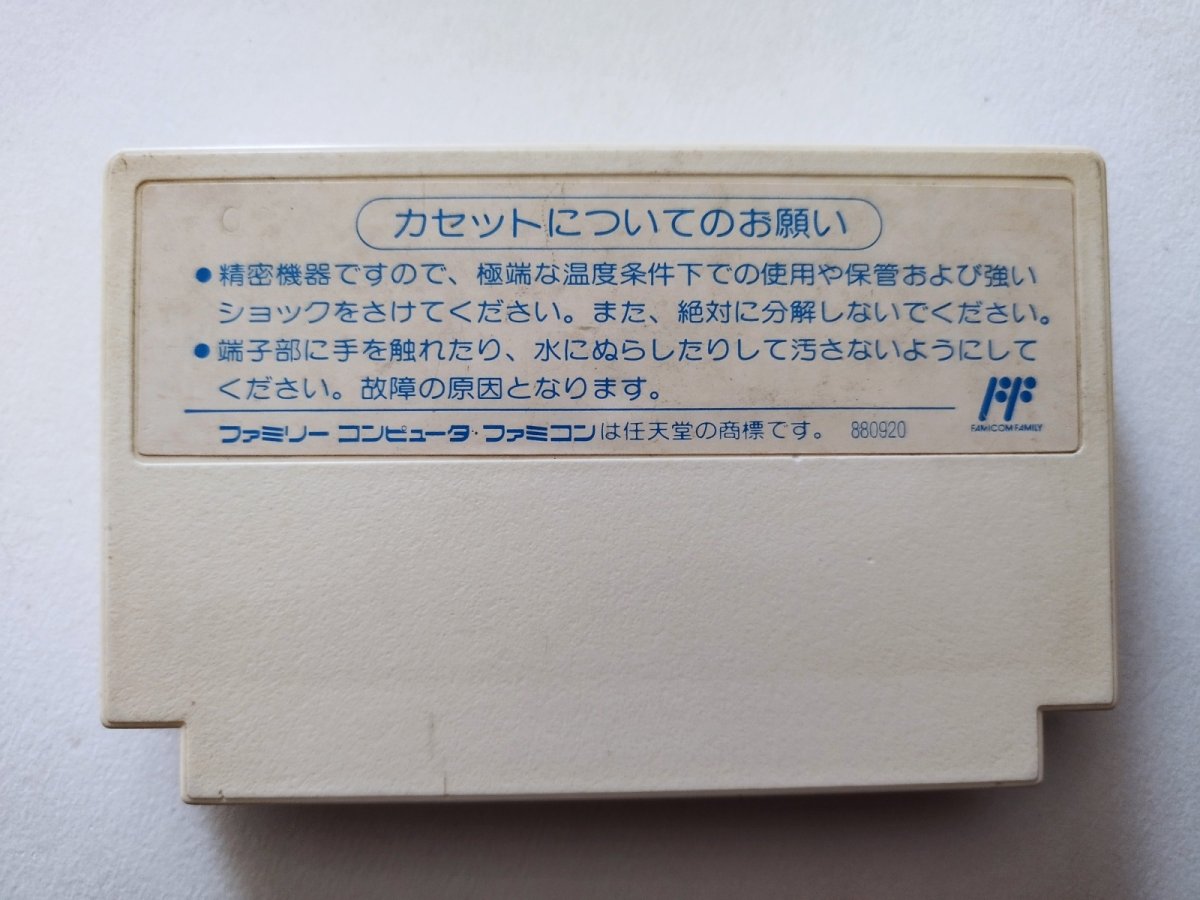 カセットについてのお願い
●精密機器ですので、極端な温度条件下での使用や保管および強い
ショックをさけてください。また、絶対に分解しないでください。
●端子部に手を触れたり、水にぬらしたりして汚さないようにして
ください。故障の原因となります。
ファミリー コンピュータ・ファミコンは任天堂の商標です。 880920
FAMICOM FAMILY